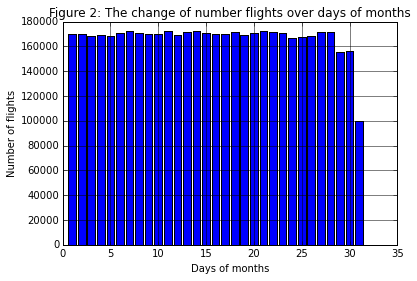 Figure 2: The change of number flights over days of months
180000
160000
140000
120000
100000
80000
60000
40000
20000
0
Number of flights
0 5 10 15 20 25 30 35
Days of months